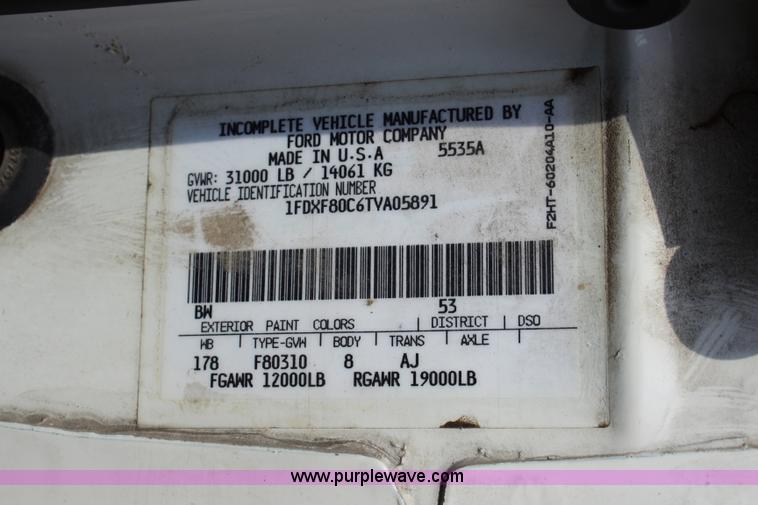 INCOMPLETE VEHICLE MANUFACTURED BY
FORD MOTOR COMPANY
MADE IN U.S.A 5535A
GVWR: 31000 LB / 14061 KG
VEHICLE IDENTIFICATION NUMBER
1FDXF80C6TVA05891
F2HT-60204A10-AA
BW 53
EXTERIOR PAINT COLORS DISTRICT DSO
WB TYPE-GVW BODY TRANS AXLE
178 F80310 8 AJ
FGAWR 12000LB RGAWR 19000LB
www.purplewave.com